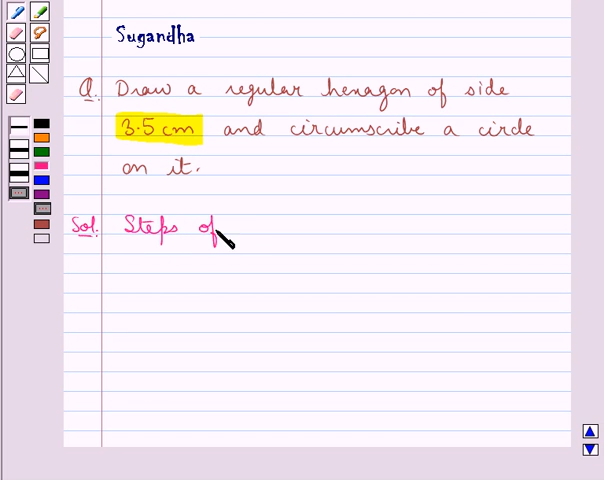 Sugandha
Q. Draw a regular hexagon of side
3.5 cm and circumscribe a circle
on it.
Sol. Steps of